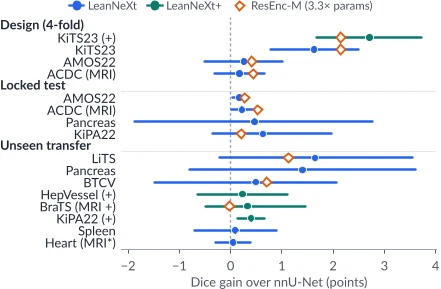 LeanNeXt LeanNeXt+ ResEnc-M (3.3× params)
Design (4-fold)
KiTS23 (+)
KiTS23
AMOS22
ACDC (MRI)
Locked test
AMOS22
ACDC (MRI)
Pancreas
KiPA22
Unseen transfer
LiTS
Pancreas
BTCV
HepVessel (+)
BraTS (MRI +)
KiPA22 (+)
Spleen
Heart (MRI*)
−2 −1 0 1 2 3 4
Dice gain over nnU-Net (points)